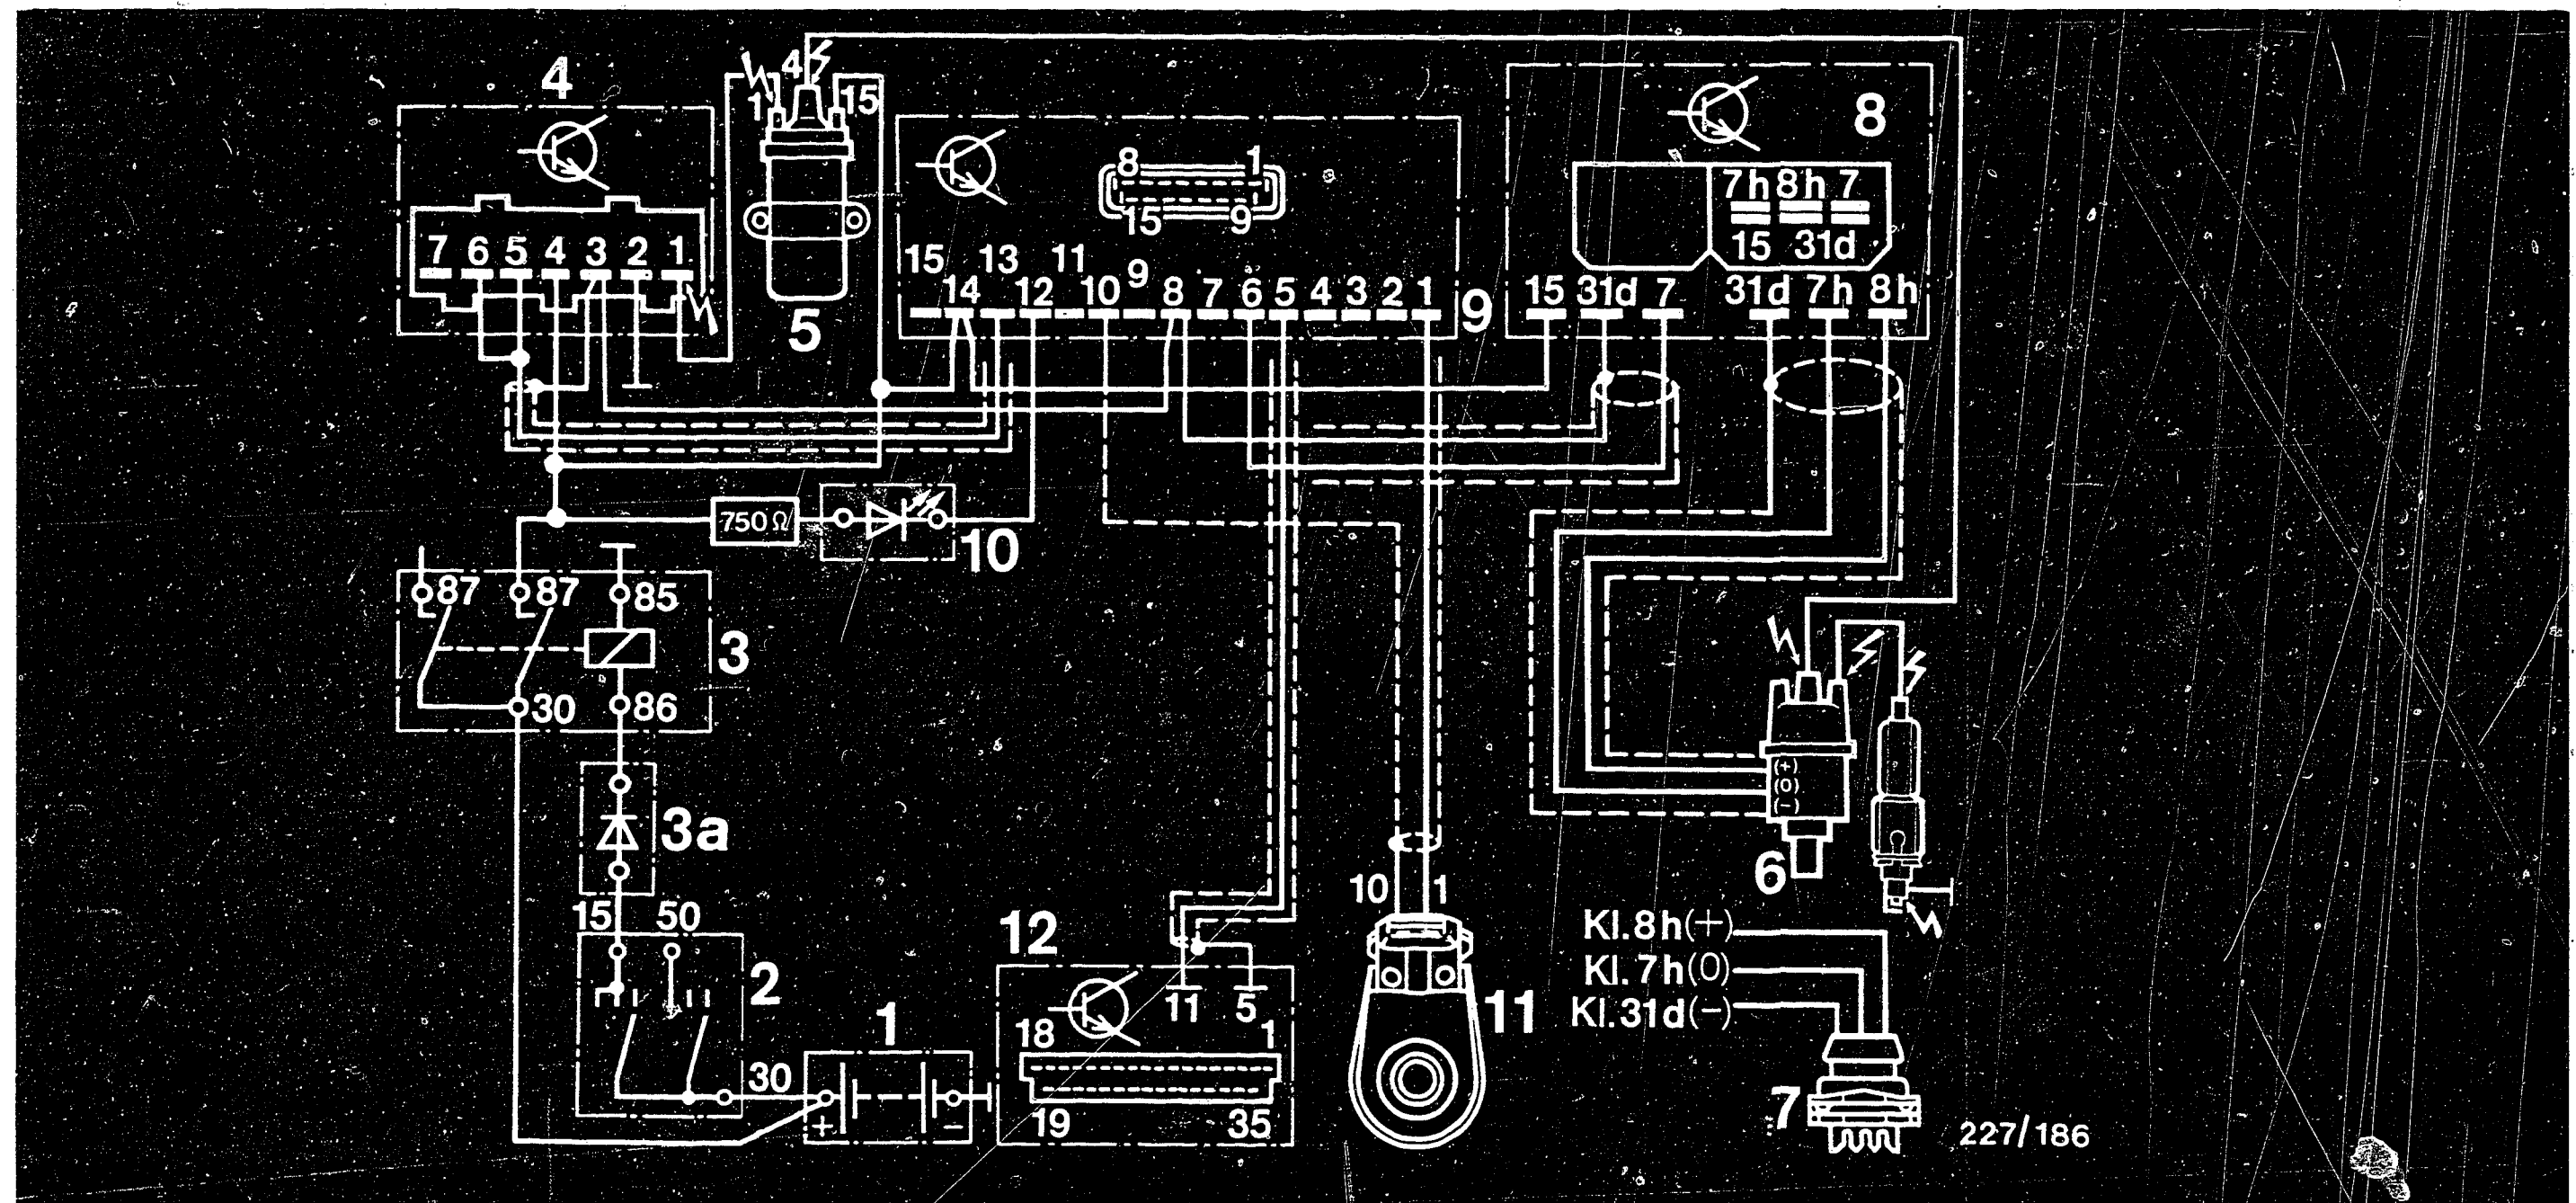 4
7 6 5 4 3 2 1
1 4 15
5
8 1
15 9
15 14 13 12 11 10 9 8 7 6 5 4 3 2 1
9
8
7h 8h 7
15 31d
15 31d 7 31d 7h 8h
750Ω
10
87 87 85
3
30 86
3a
15 50
2
30
1
+ -
12
11 5
18 1
19 35
10 1
11
(+)
(0)
(-)
6
Kl.8h(+)
Kl.7h(0)
Kl.31d(-)
7
227/186